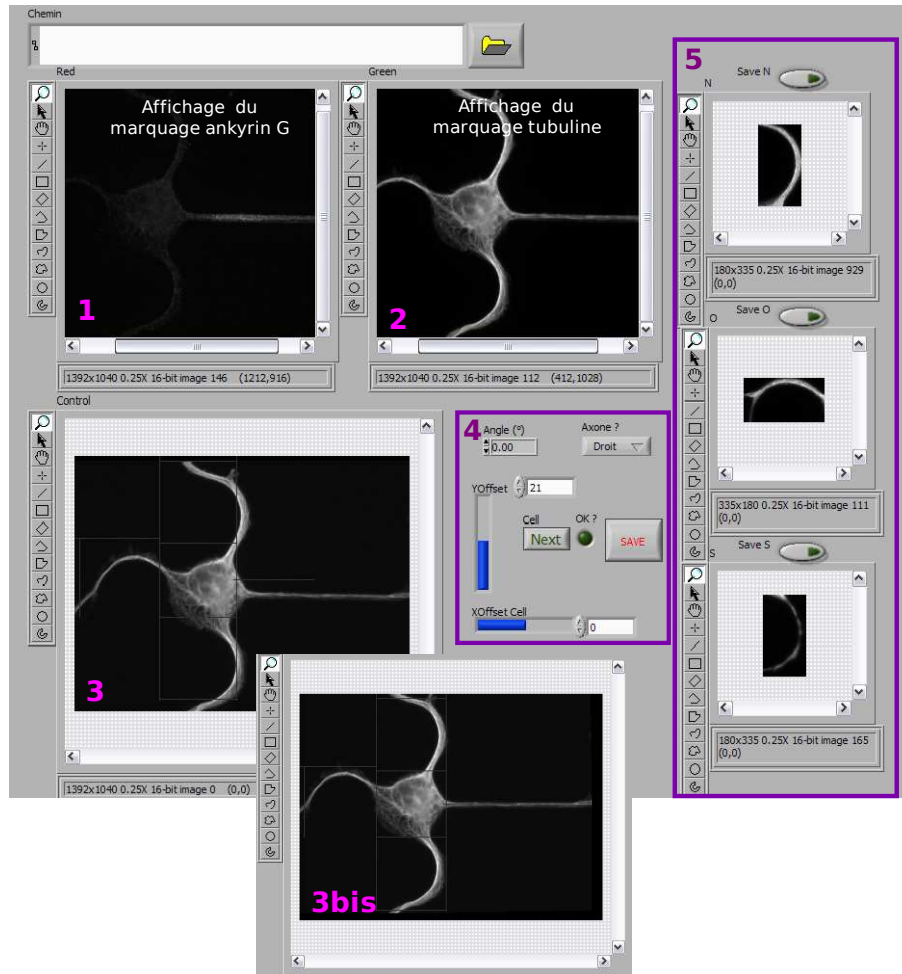 Chemin
Red
Green
Affichage du
marquage ankyrin G
1
1392x1040 0.25X 16-bit image 146 (1212,916)
Affichage du
marquage tubuline
2
1392x1040 0.25X 16-bit image 112 (412,1028)
Control
3
1392x1040 0.25X 16-bit image 0 (0,0)
3bis
4
Angle (°)
0.00
Axone ?
Droit
YOffset
21
Cell
Next
OK ?
SAVE
XOffset Cell
0
5
N
Save N
180x335 0.25X 16-bit image 929
(0,0)
O
Save O
335x180 0.25X 16-bit image 111
(0,0)
S
Save S
180x335 0.25X 16-bit image 165
(0,0)